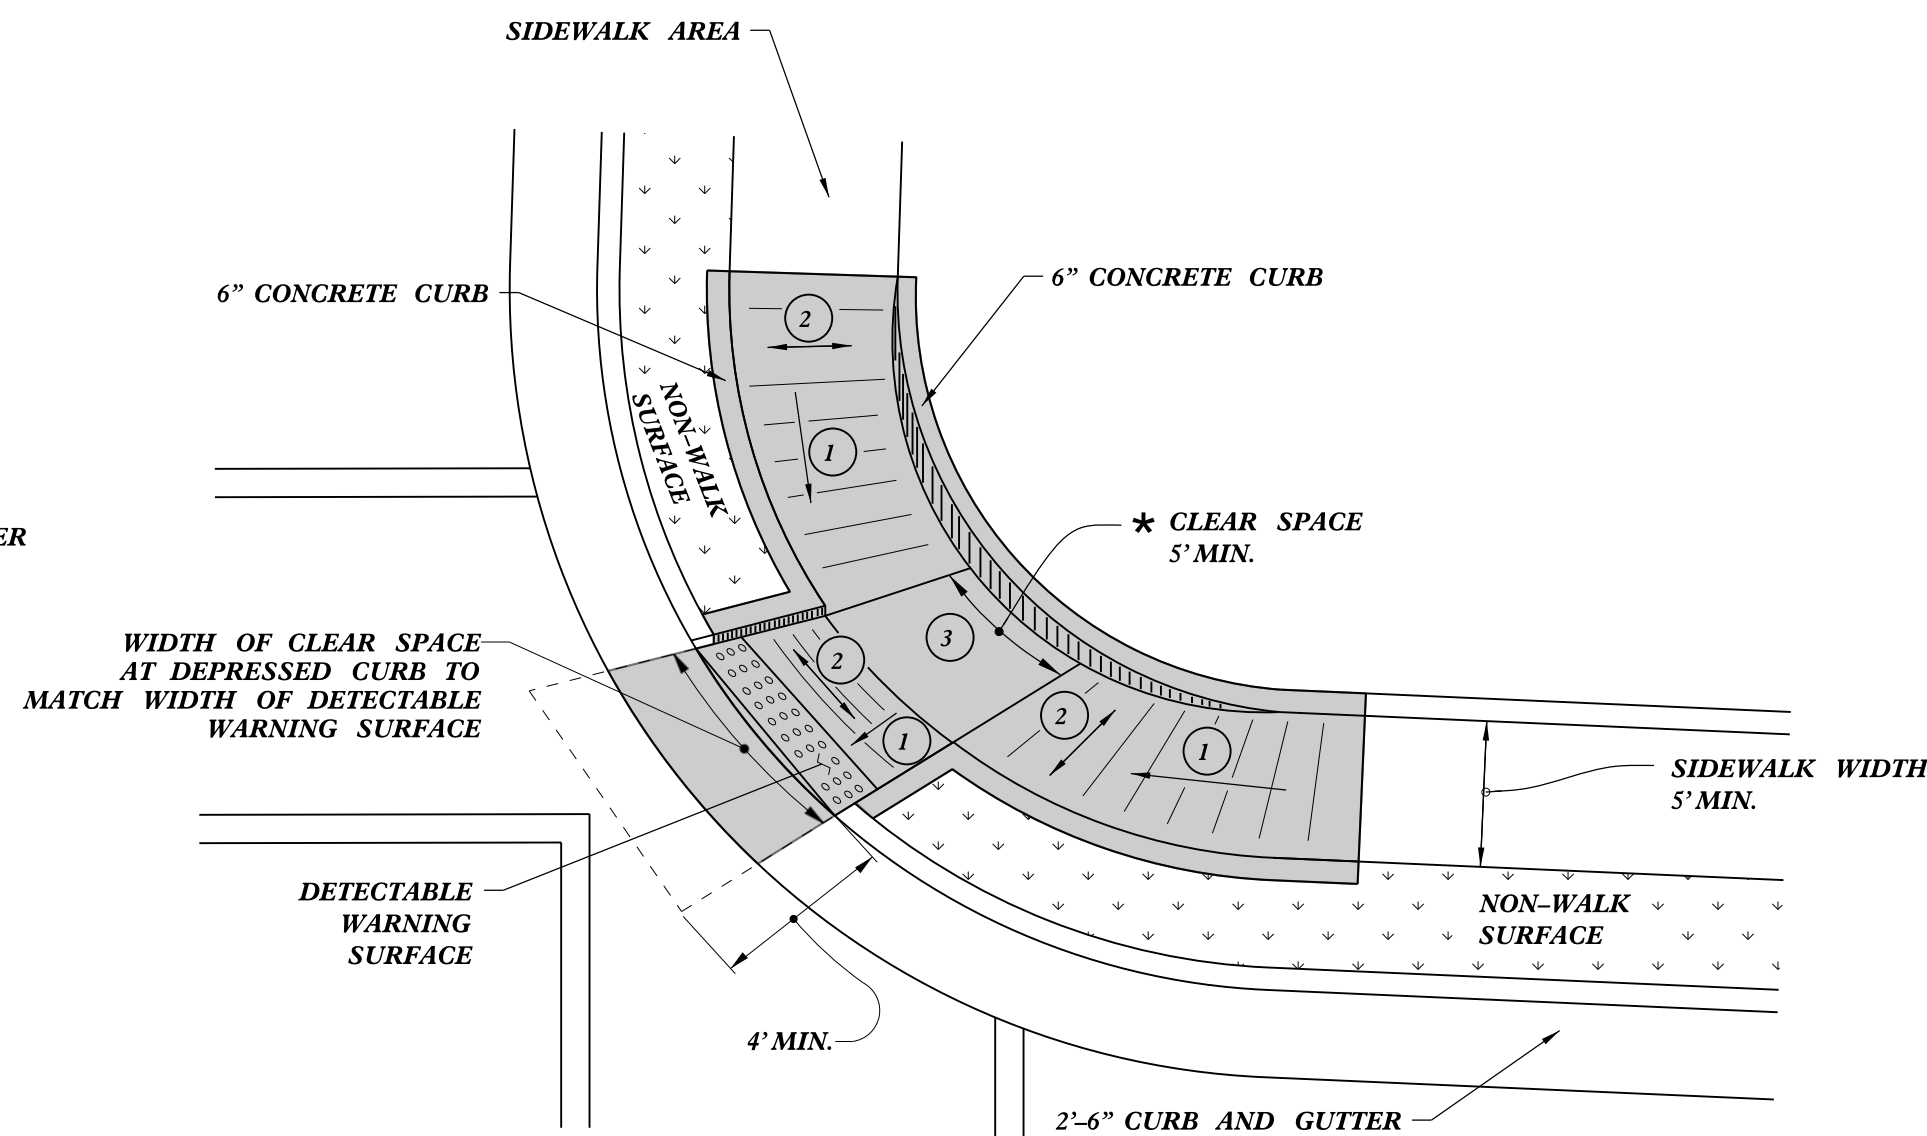 SIDEWALK AREA
6” CONCRETE CURB
6” CONCRETE CURB
2
NON–WALK
SURFACE
1
* CLEAR SPACE
5’ MIN.
ER
WIDTH OF CLEAR SPACE
AT DEPRESSED CURB TO
MATCH WIDTH OF DETECTABLE
WARNING SURFACE
3
2
2
1
1
SIDEWALK WIDTH
5’ MIN.
DETECTABLE
WARNING
SURFACE
NON–WALK
SURFACE
4’ MIN.
2’–6” CURB AND GUTTER